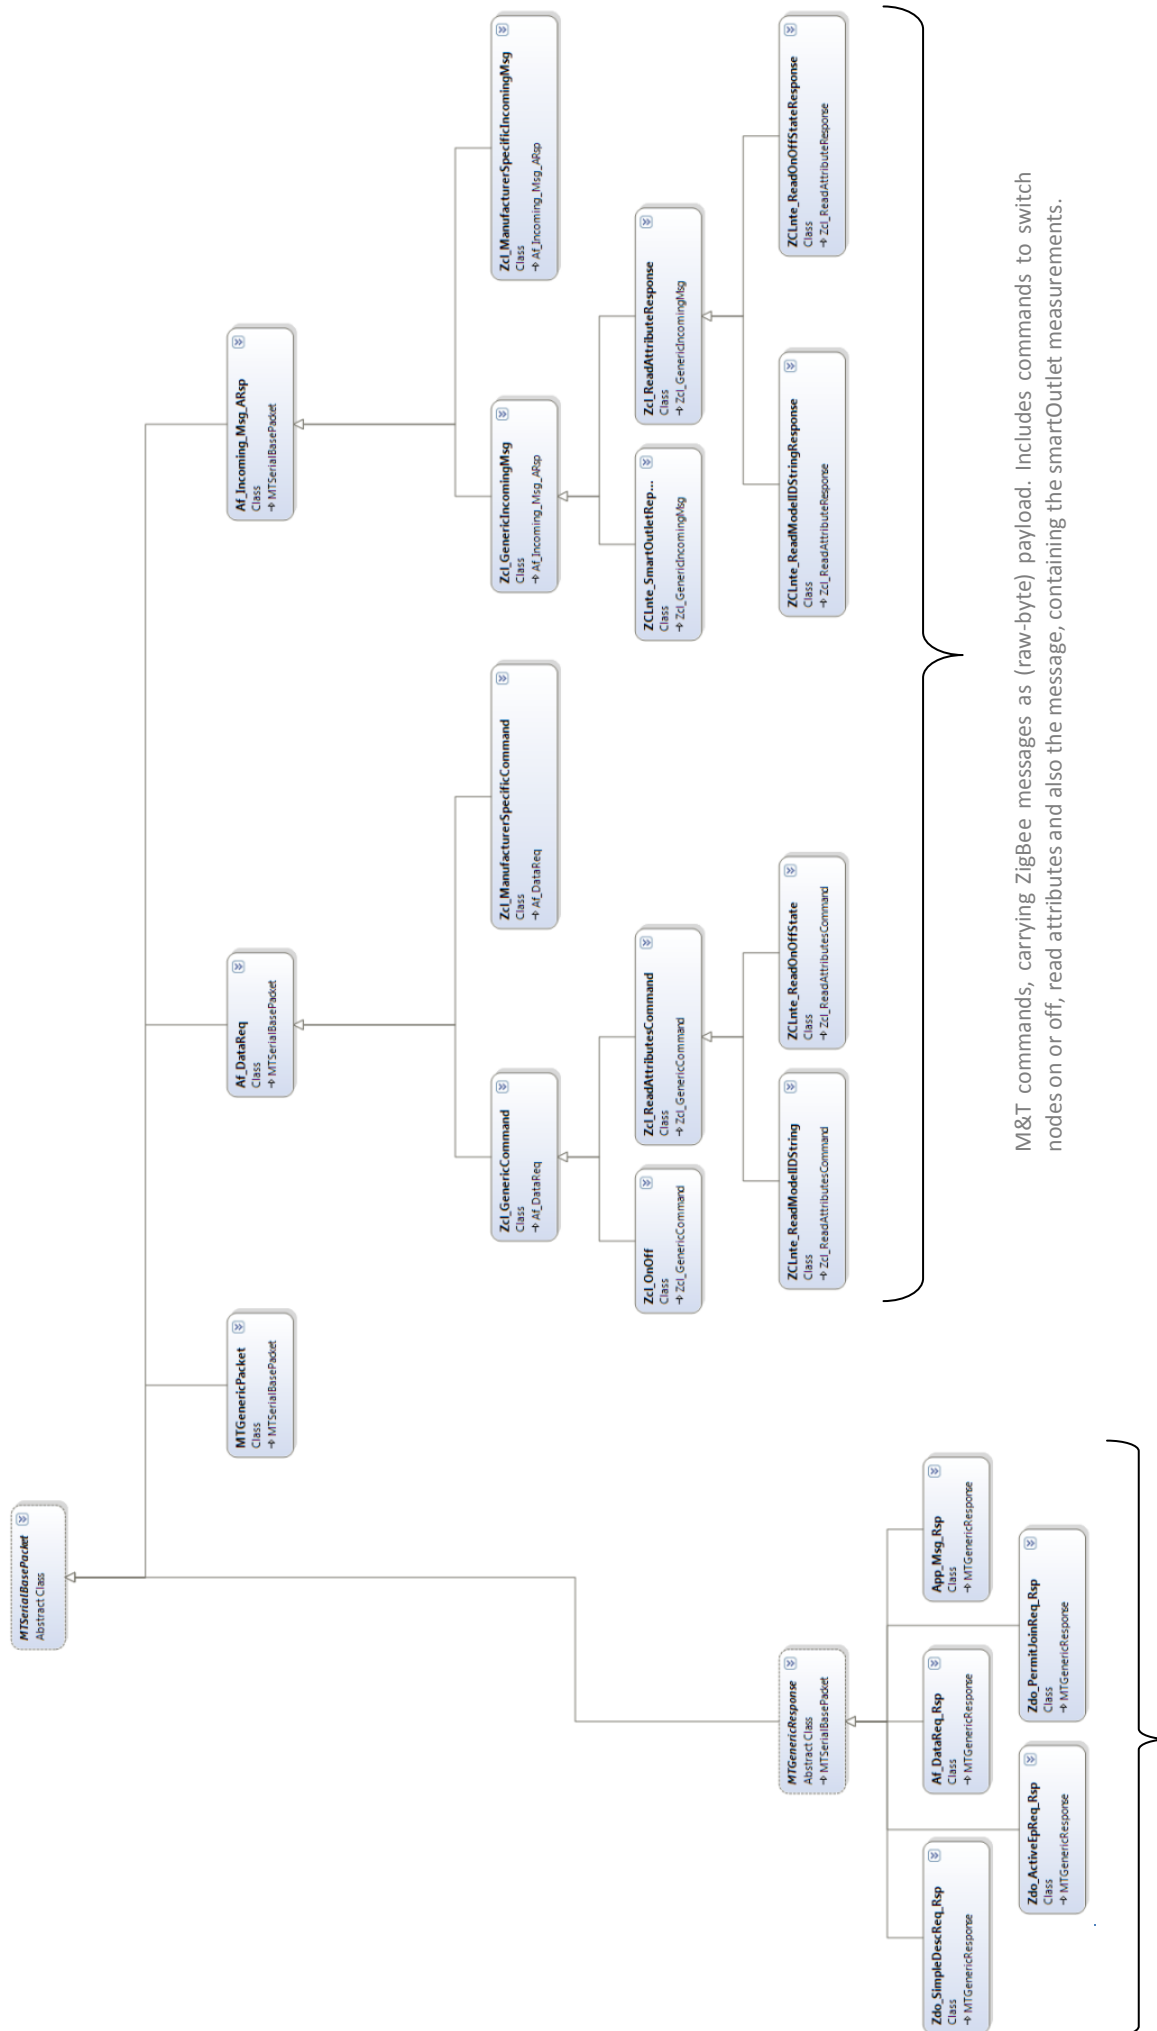 MTSerialBasePacket
Abstract Class
MTGenericPacket
Class
MTSerialBasePacket
Af_DataReq
Class
MTSerialBasePacket
Af_Incoming_Msg_ARsp
Class
MTSerialBasePacket
Zcl_GenericCommand
Class
Af_DataReq
Zcl_ManufacturerSpecificCommand
Class
Af_DataReq
Zcl_GenericIncomingMsg
Class
Af_Incoming_Msg_ARsp
Zcl_ManufacturerSpecificIncomingMsg
Class
Af_Incoming_Msg_ARsp
Zcl_OnOff
Class
Zcl_GenericCommand
Zcl_ReadAttributesCommand
Class
Zcl_GenericCommand
ZCLnte_SmartOutletRep...
Class
Zcl_GenericIncomingMsg
Zcl_ReadAttributeResponse
Class
Zcl_GenericIncomingMsg
MTGenericResponse
Abstract Class
MTSerialBasePacket
ZCLnte_ReadModelIDString
Class
Zcl_ReadAttributesCommand
ZCLnte_ReadOnOffState
Class
Zcl_ReadAttributesCommand
ZCLnte_ReadModelIDStringResponse
Class
Zcl_ReadAttributeResponse
ZCLnte_ReadOnOffStateResponse
Class
Zcl_ReadAttributeResponse
Zdo_SimpleDescReq_Rsp
Class
MTGenericResponse
Af_DataReq_Rsp
Class
MTGenericResponse
App_Msg_Rsp
Class
MTGenericResponse
Zdo_ActiveEpReq_Rsp
Class
MTGenericResponse
Zdo_PermitJoinReq_Rsp
Class
MTGenericResponse
M&T commands, carrying ZigBee messages as (raw-byte) payload. Includes commands to switch
nodes on or off, read attributes and also the message, containing the smartOutlet measurements.